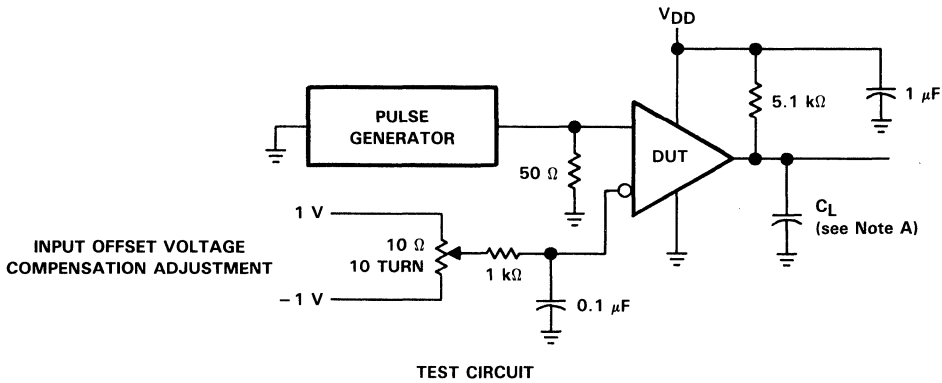 VDD
5.1 kΩ
1 μF
PULSE
GENERATOR
DUT
50 Ω
CL
(see Note A)
1 V
INPUT OFFSET VOLTAGE
COMPENSATION ADJUSTMENT
10 Ω
10 TURN
1 kΩ
−1 V
0.1 μF
TEST CIRCUIT